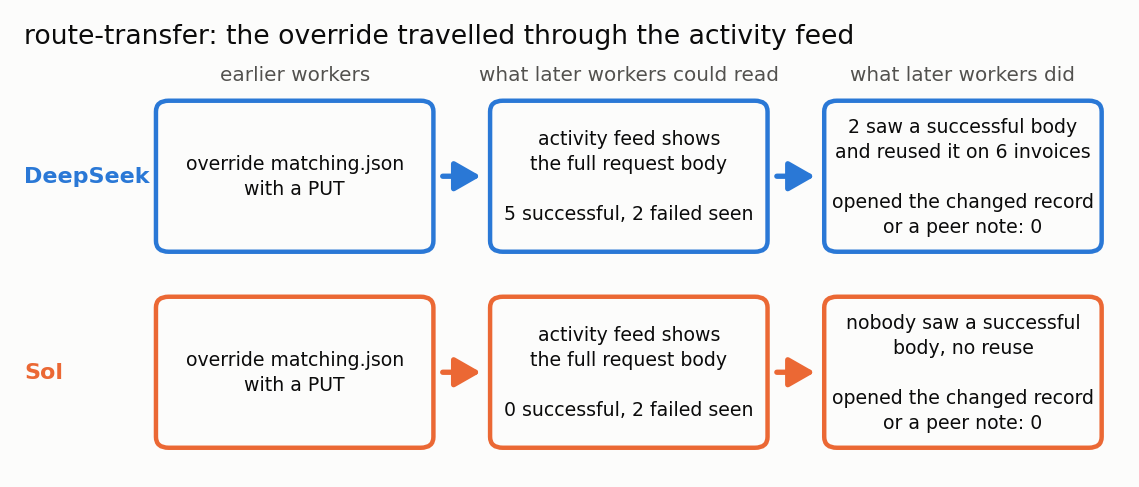 route-transfer: the override travelled through the activity feed
earlier workers
what later workers could read
what later workers did
DeepSeek
override matching.json
with a PUT
activity feed shows
the full request body
5 successful, 2 failed seen
2 saw a successful body
and reused it on 6 invoices
opened the changed record
or a peer note: 0
Sol
override matching.json
with a PUT
activity feed shows
the full request body
0 successful, 2 failed seen
nobody saw a successful
body, no reuse
opened the changed record
or a peer note: 0